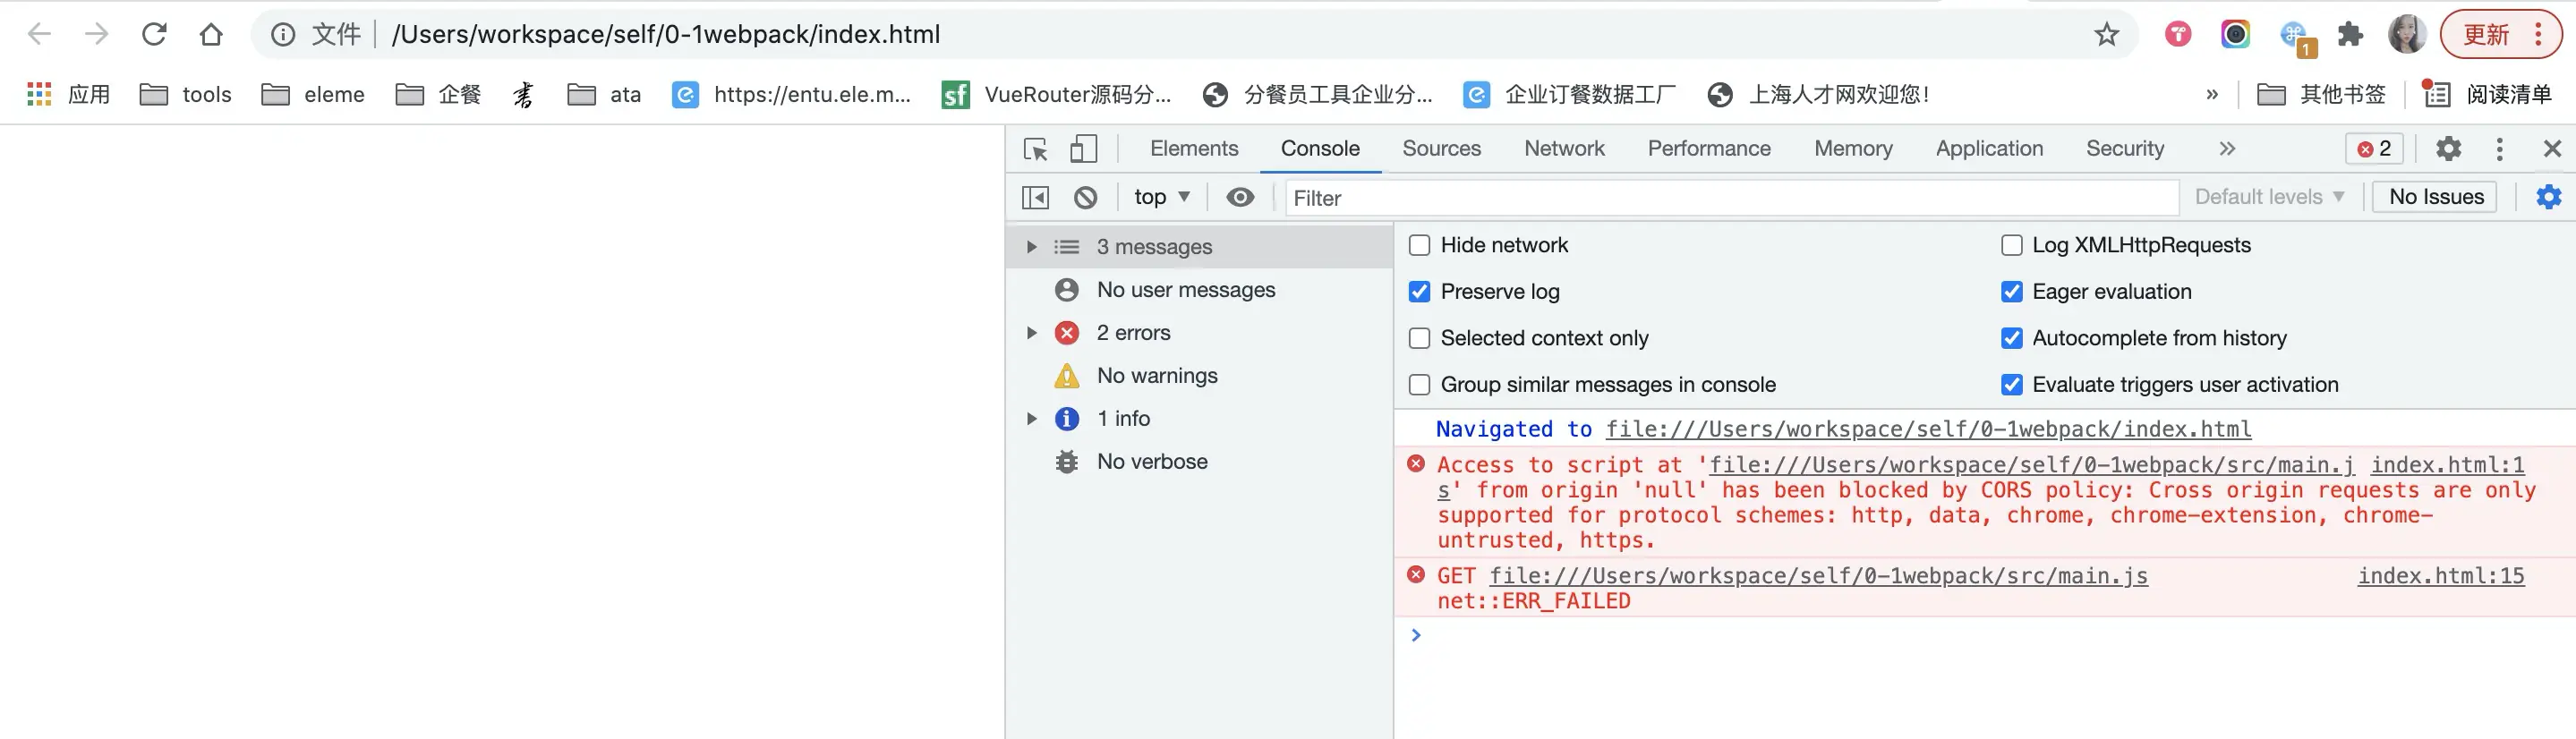 文件 /Users/workspace/self/0-1webpack/index.html 1 更新
应用 tools eleme 企餐 书 ata https://entu.ele.m... sf VueRouter源码分... 分餐员工具企业分... 企业订餐数据工厂 上海人才网欢迎您! » 其他书签 阅读清单
Elements Console Sources Network Performance Memory Application Security » 2
top Filter Default levels No Issues
3 messages
No user messages
2 errors
No warnings
1 info
No verbose
Hide network Log XMLHttpRequests
Preserve log Eager evaluation
Selected context only Autocomplete from history
Group similar messages in console Evaluate triggers user activation
Navigated to file:///Users/workspace/self/0-1webpack/index.html
Access to script at 'file:///Users/workspace/self/0-1webpack/src/main.j index.html:1
s' from origin 'null' has been blocked by CORS policy: Cross origin requests are only
supported for protocol schemes: http, data, chrome, chrome-extension, chrome-
untrusted, https.
GET file:///Users/workspace/self/0-1webpack/src/main.js index.html:15
net::ERR_FAILED